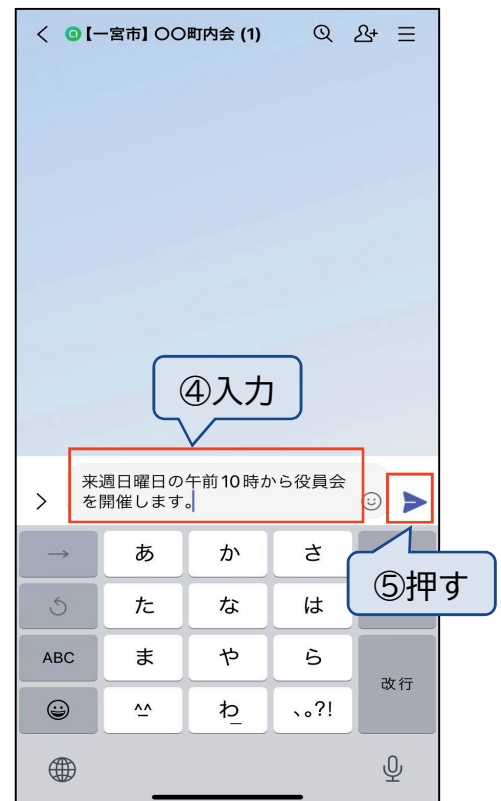 【一宮市】〇〇町内会 (1)
④入力
来週日曜日の午前10時から役員会
を開催します。
⑤押す
→ あ か さ
た な は
ABC ま や ら
改行
^^ わ_ 、。?!